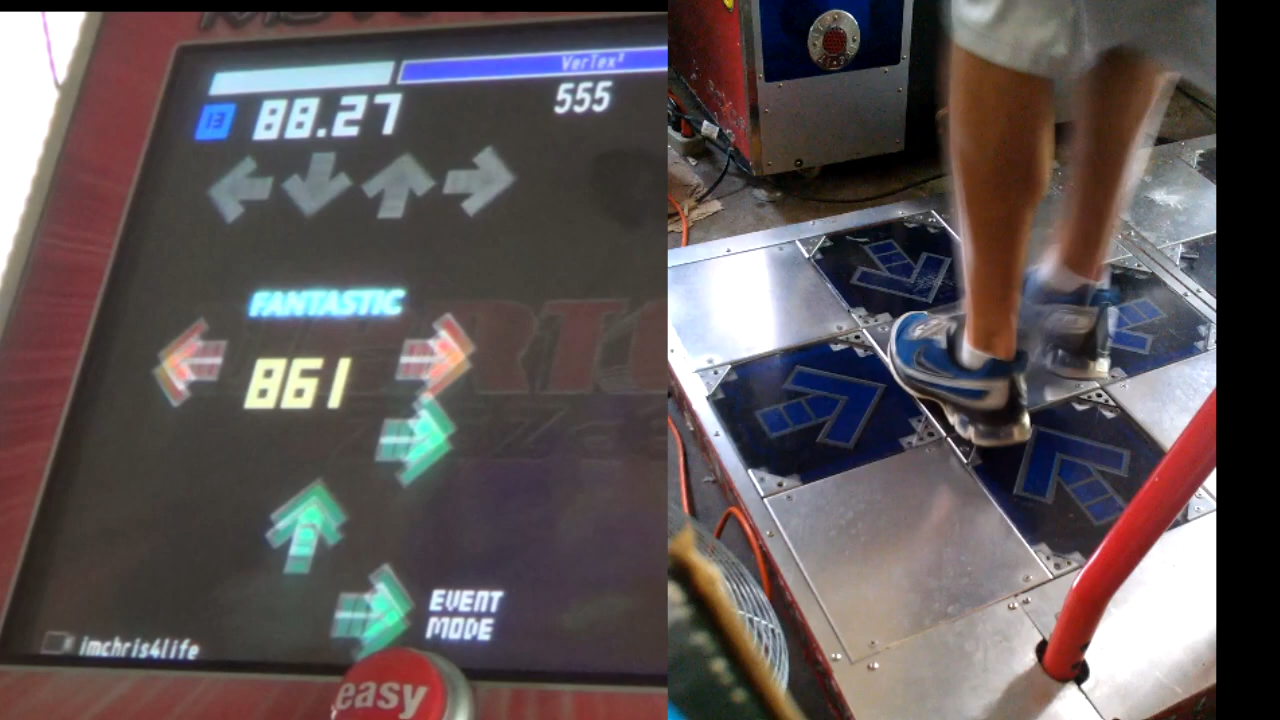 VerTex²
13
88.27
555
FANTASTIC
861
EVENT
MODE
imchris4life
easy